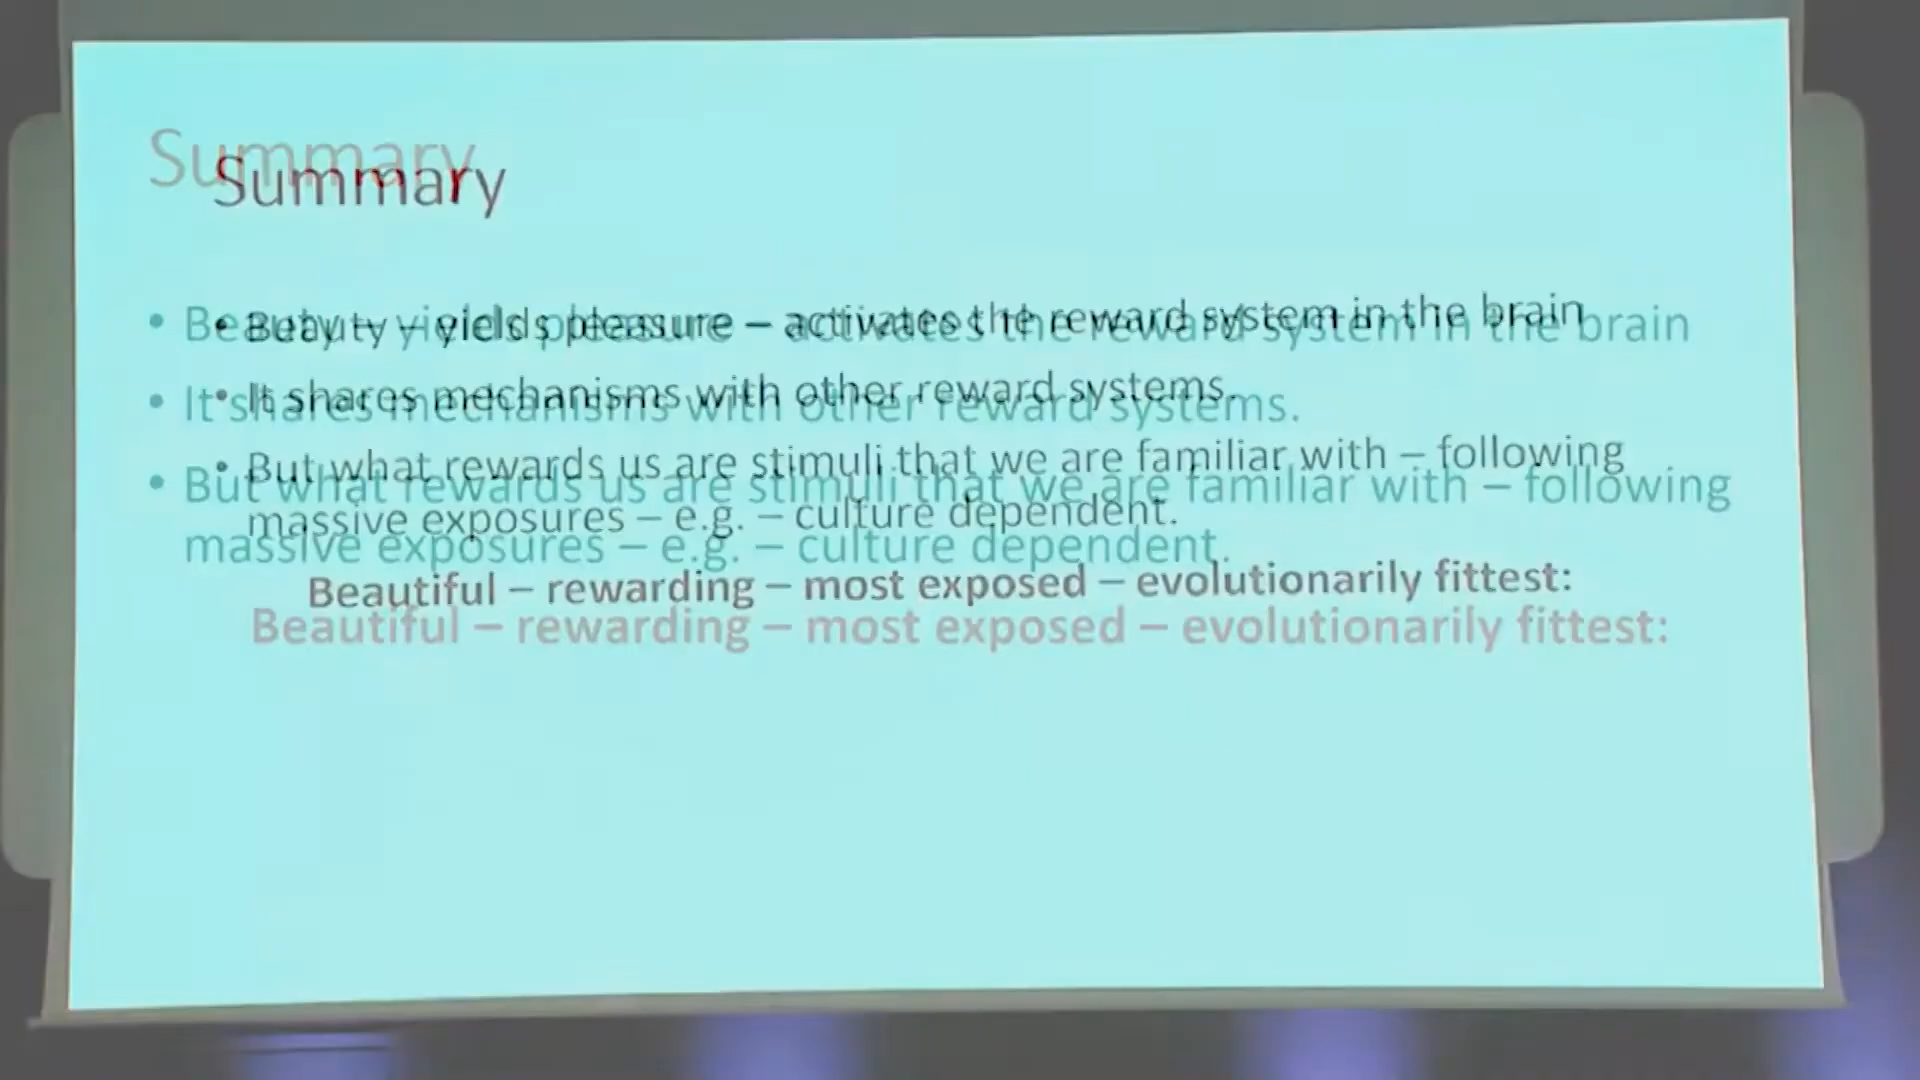 Summary
• Beauty – yields pleasure – activates the reward system in the brain
• It shares mechanisms with other reward systems.
• But what rewards us are stimuli that we are familiar with – following
massive exposures – e.g. – culture dependent.
Beautiful – rewarding – most exposed – evolutionarily fittest: